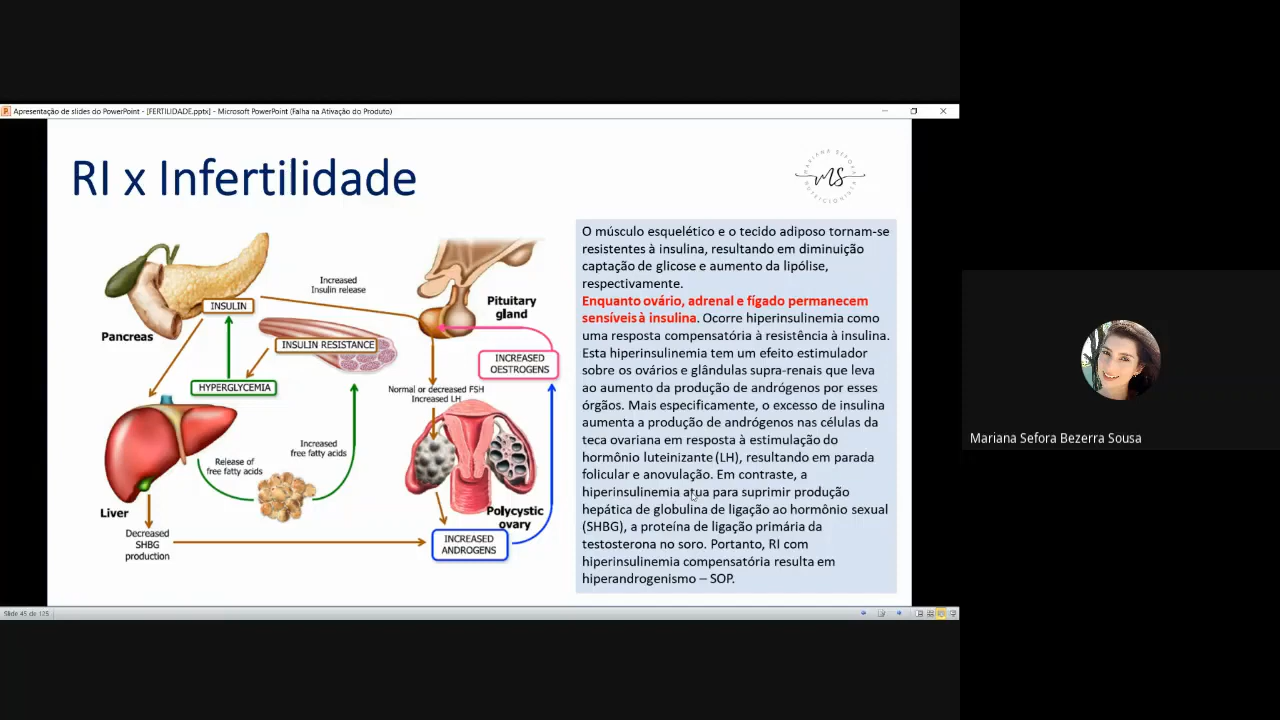 Apresentação de slides do PowerPoint - [FERTILIDADE.pptx] - Microsoft PowerPoint (Falha na Ativação do Produto)
RI x Infertilidade
MARIANA SEFORA
MS
NUTRICIONISTA
Increased
Insulin release
INSULIN
Pancreas
INSULIN RESISTANCE
HYPERGLYCEMIA
Pituitary
gland
INCREASED
OESTROGENS
Normal or decreased FSH
Increased LH
Increased
free fatty acids
Release of
free fatty acids
Liver
Decreased
SHBG
production
Polycystic
ovary
INCREASED
ANDROGENS
O músculo esquelético e o tecido adiposo tornam-se
resistentes à insulina, resultando em diminuição
captação de glicose e aumento da lipólise,
respectivamente.
Enquanto ovário, adrenal e fígado permanecem
sensíveis à insulina. Ocorre hiperinsulinemia como
uma resposta compensatória à resistência à insulina.
Esta hiperinsulinemia tem um efeito estimulador
sobre os ovários e glândulas supra-renais que leva
ao aumento da produção de andrógenos por esses
órgãos. Mais especificamente, o excesso de insulina
aumenta a produção de andrógenos nas células da
teca ovariana em resposta à estimulação do
hormônio luteinizante (LH), resultando em parada
folicular e anovulação. Em contraste, a
hiperinsulinemia atua para suprimir produção
hepática de globulina de ligação ao hormônio sexual
(SHBG), a proteína de ligação primária da
testosterona no soro. Portanto, RI com
hiperinsulinemia compensatória resulta em
hiperandrogenismo – SOP.
Slide 45 de 125
Mariana Sefora Bezerra Sousa